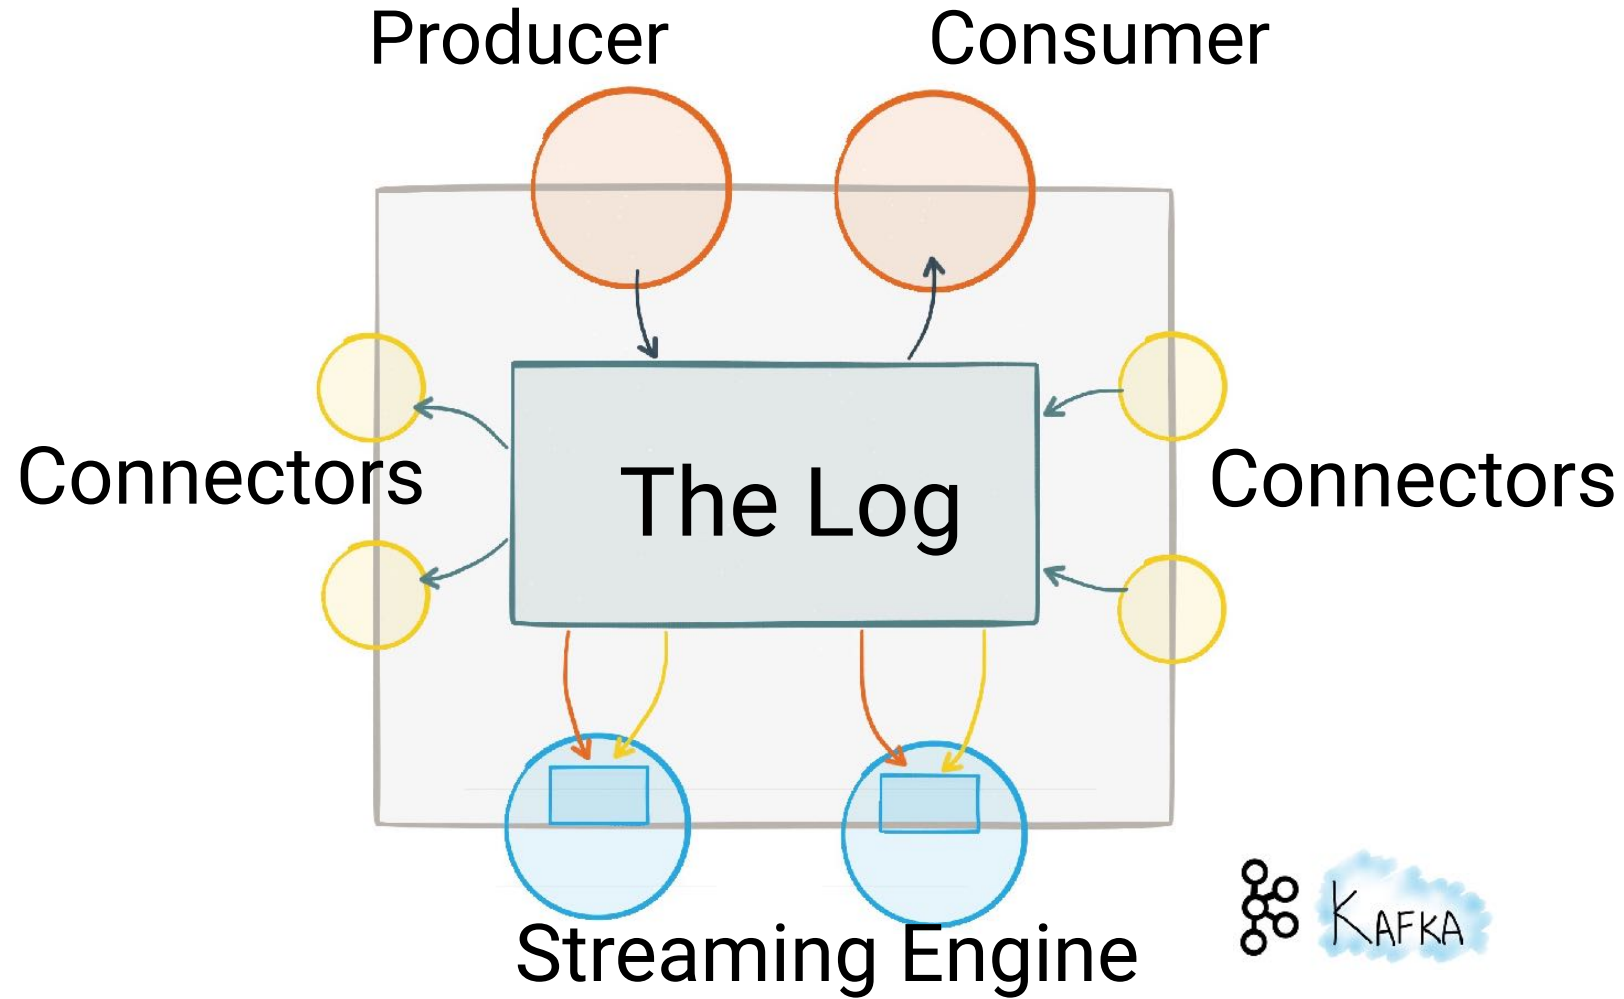 Producer
Consumer
Connectors
The Log
Connectors
Streaming Engine
KAFKA